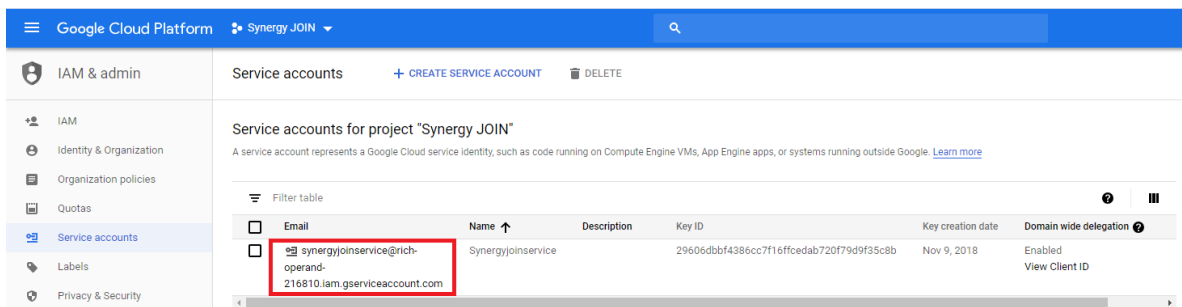 Google Cloud Platform Synergy JOIN
IAM & admin
Service accounts + CREATE SERVICE ACCOUNT DELETE
IAM
Identity & Organization
Organization policies
Quotas
Service accounts
Labels
Privacy & Security
Service accounts for project "Synergy JOIN"
A service account represents a Google Cloud service identity, such as code running on Compute Engine VMs, App Engine apps, or systems running outside Google. Learn more
Filter table
Email Name Description Key ID Key creation date Domain wide delegation
synergyjoinservice@rich- Synergyjoinservice 29606dbbf4386cc7f16ffcedab720f79d9f35c8b Nov 9, 2018 Enabled
operand- View Client ID
216810.iam.gserviceaccount.com